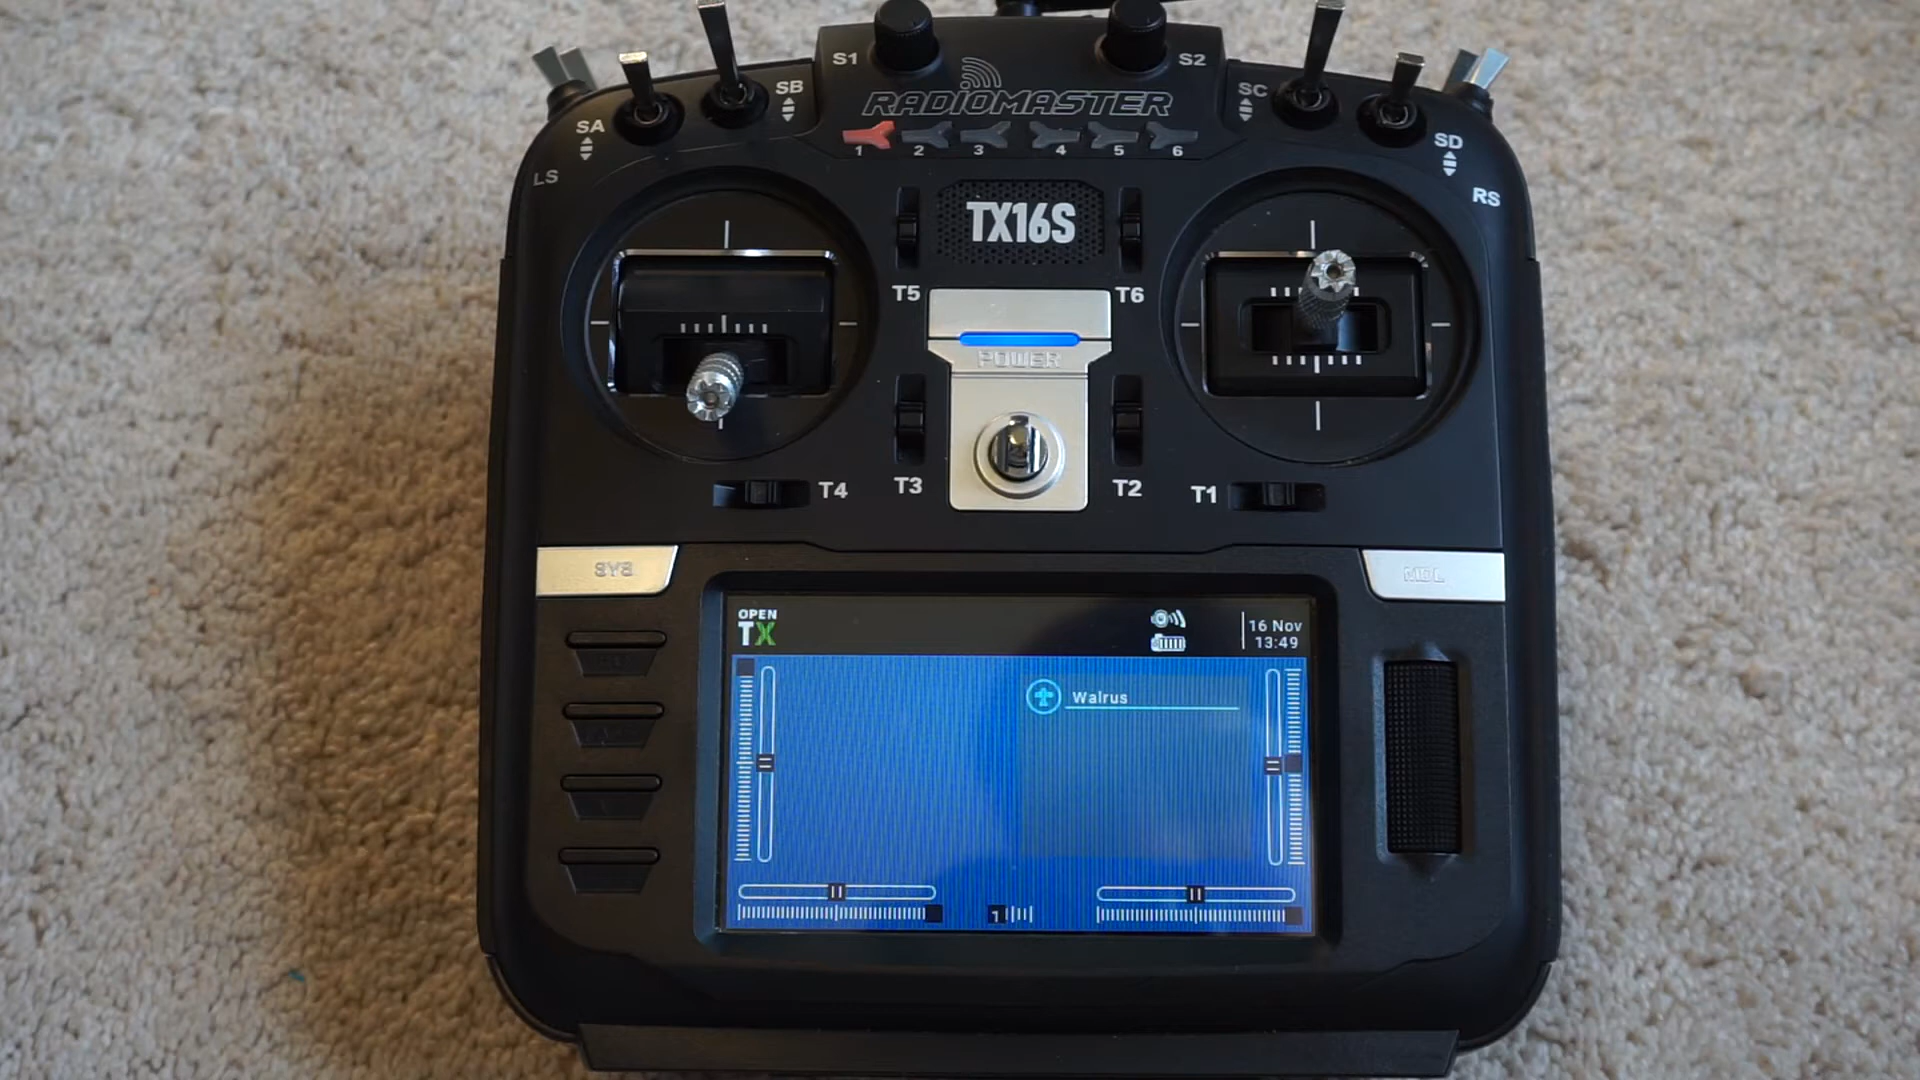 S1
S2
SB
SC
RADIOMASTER
SA
SD
1 2 3 4 5 6
LS
RS
TX16S
T5
T6
POWER
T4
T3
T2
T1
SYS
MDL
OPEN
TX
16 Nov
13:49
Walrus
1